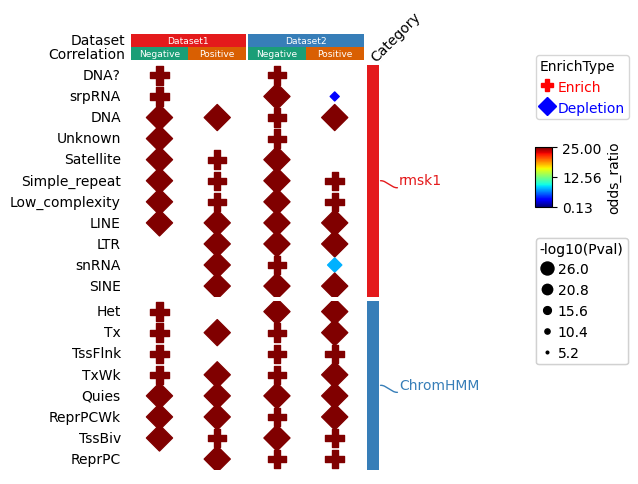 Dataset
Dataset1 Dataset2
Correlation
Negative Positive Negative Positive
Category
DNA?
srpRNA
DNA
Unknown
Satellite
Simple_repeat
Low_complexity
LINE
LTR
snRNA
SINE
Het
Tx
TssFlnk
TxWk
Quies
ReprPCWk
TssBiv
ReprPC
rmsk1
ChromHMM
EnrichType
Enrich
Depletion
25.00
12.56
0.13
odds_ratio
-log10(Pval)
26.0
20.8
15.6
10.4
5.2